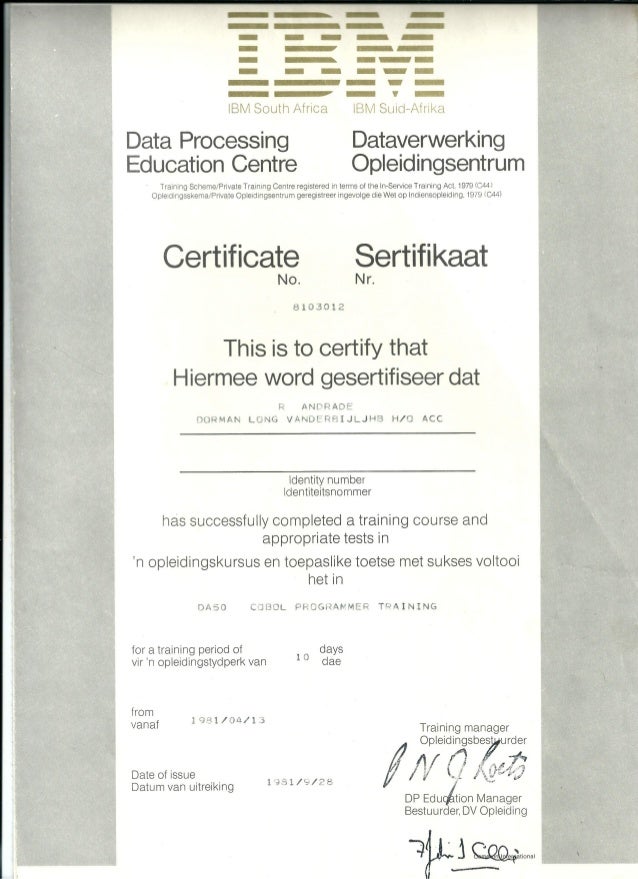 IBM
IBM South Africa IBM Suid-Afrika
Data Processing Dataverwerking
Education Centre Opleidingsentrum
Training Scheme/Private Training Centre registered in terms of the In-Service Training Act, 1979 (C44)
Opleidingskema/Private Opleidingsentrum geregistreer ingevolge die Wet op Indiensopleiding, 1979 (C44)
Certificate Sertifikaat
No. Nr.
8103012
This is to certify that
Hiermee word gesertifiseer dat
R ANDRADE
DORMAN LONG VANDERBIJLJHB H/O ACC
Identity number
Identiteitsnommer
has successfully completed a training course and
appropriate tests in
'n opleidingskursus en toepaslike toetse met sukses voltooi
het in
DA50 COBOL PROGRAMMER TRAINING
for a training period of 10 days
vir 'n opleidingstydperk van dae
from
vanaf 1981/04/13
Training manager
Opleidingsbestuurder
Date of issue 1981/9/28
Datum van uitreiking
DP Education Manager
Bestuurder, DV Opleiding